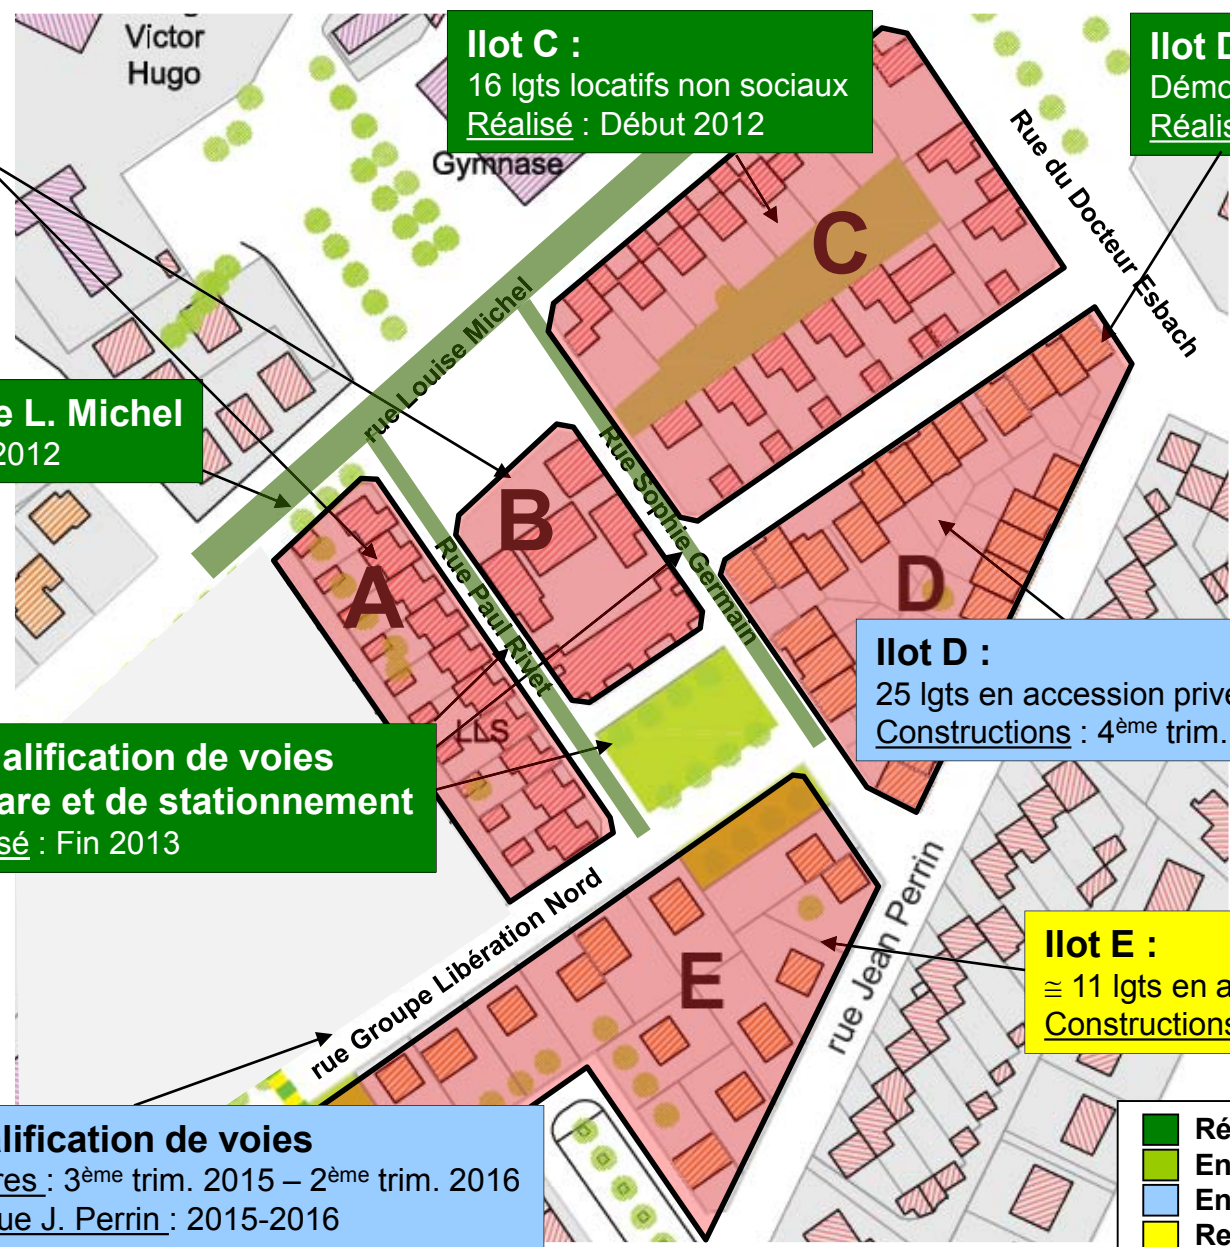 Victor
Hugo
Ilot C :
16 lgts locatifs non sociaux
Réalisé : Début 2012
Ilot D
Démo
Réalis
Gymnase
Rue du Docteur Esbach
C
rue Louise Michel
e L. Michel
2012
Rue Sophie Germain
B
A
Rue Paul Rivet
D
LLS
Ilot D :
25 lgts en accession privé
Constructions : 4ème trim.
alification de voies
are et de stationnement
sé : Fin 2013
rue Groupe Libération Nord
E
rue Jean Perrin
Ilot E :
≅ 11 lgts en a
Constructions
alification de voies
res : 3ème trim. 2015 – 2ème trim. 2016
ue J. Perrin : 2015-2016
Ré
En
En
Re